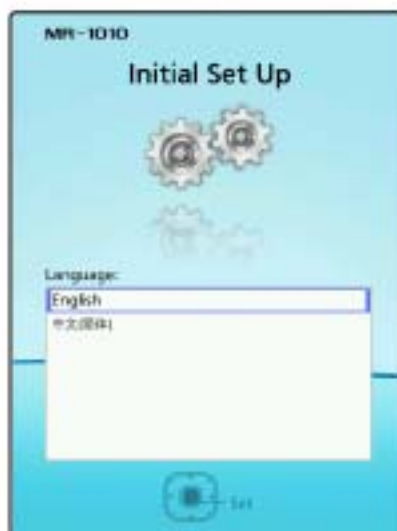 MR-1010
Initial Set Up
Language:
English
中文(简体)
Set